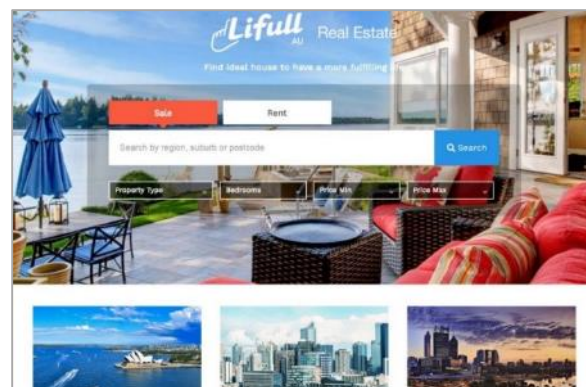 Lifull
AU
Real Estate
Find ideal house to have a more fulfilling life
Sale
Rent
Search by region, suburb or postcode
Search
Property Type
Bedrooms
Price Min
Price Max